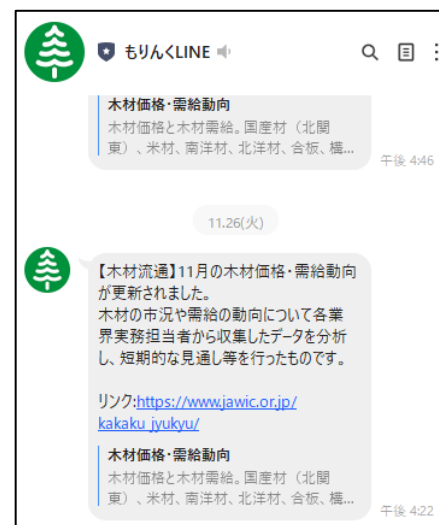 もりんくLINE
木材価格・需給動向
木材価格と木材需給。国産材（北関
東）、米材、南洋材、北洋材、合板、構...
午後 4:46
11.26(火)
【木材流通】11月の木材価格・需給動向
が更新されました。
木材の市況や需給の動向について各業
界実務担当者から収集したデータを分析
し、短期的な見通し等を行ったものです。
リンク:https://www.jawic.or.jp/
kakaku_jyukyu/
木材価格・需給動向
木材価格と木材需給。国産材（北関
東）、米材、南洋材、北洋材、合板、構...
午後 4:22